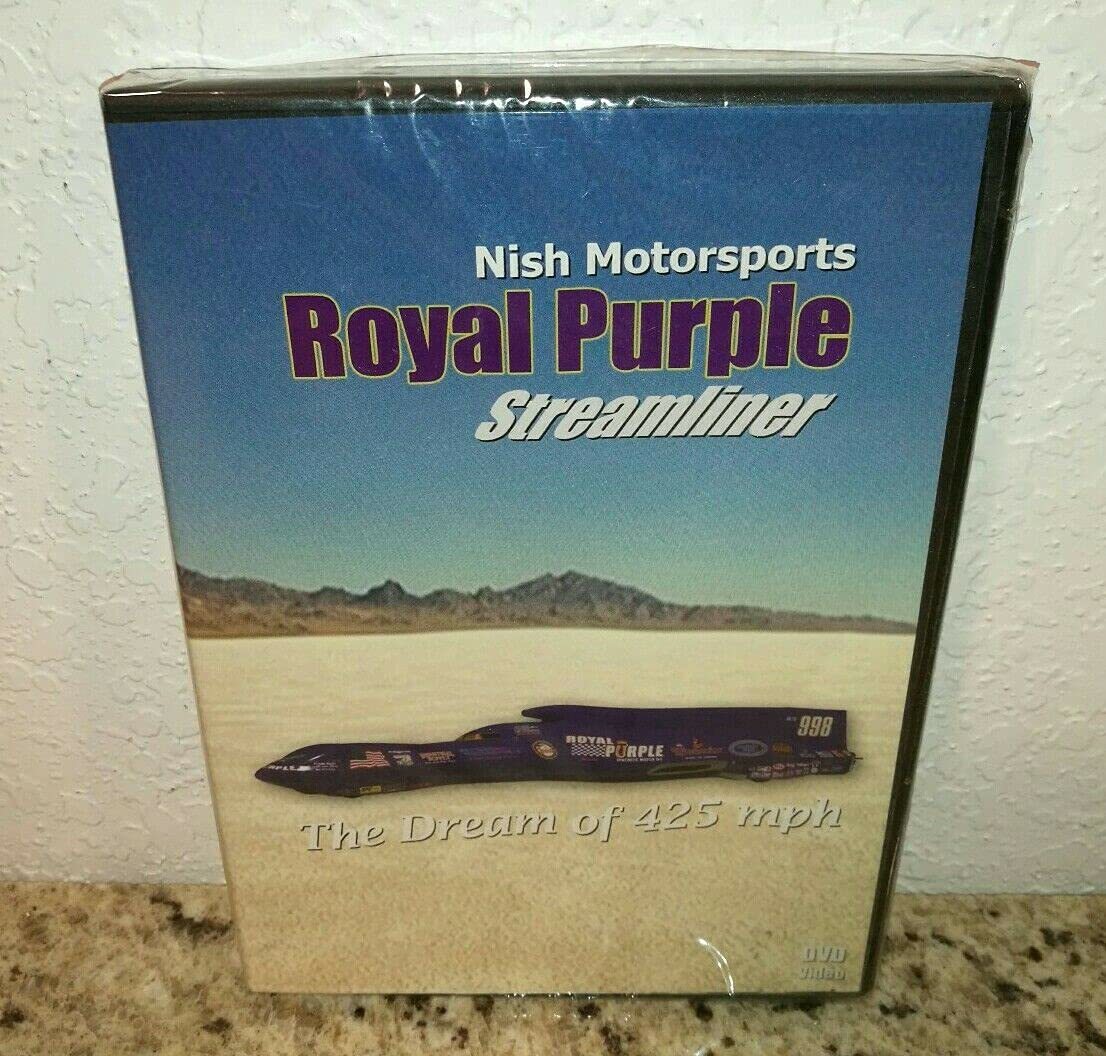 Nish Motorsports
Royal Purple
Streamliner
998
ROYAL
PURPLE
The Dream of 425 mph
DVD
Video